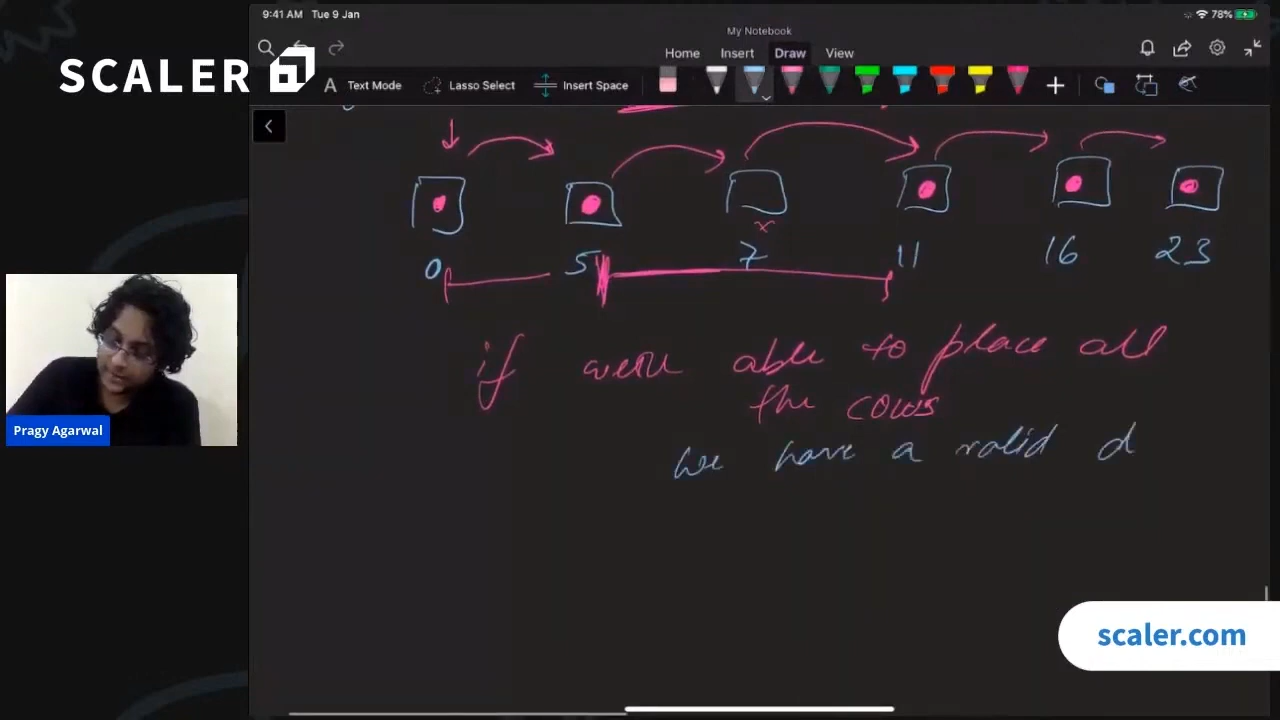 9:41 AM Tue 9 Jan
78%
My Notebook
SCALER
Home Insert Draw View
Text Mode Lasso Select Insert Space
0 5 7 11 16 23
x
if were able to place all
the cows
we have a valid d
Pragy Agarwal
scaler.com